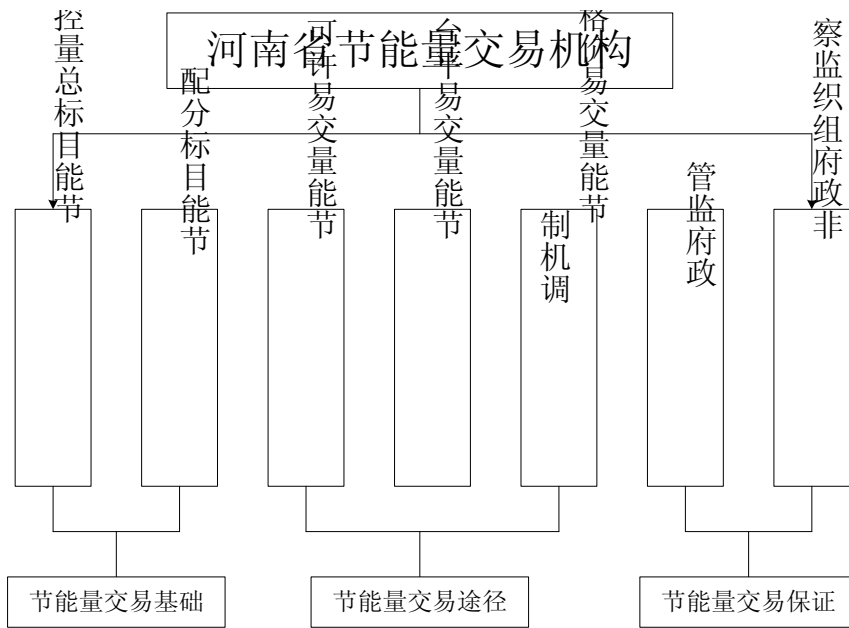 河南省节能量交易机构
控量总标目能节
配分标目能节
可许易交量能节
台平易交量能节
格价易交量能节
制机调
管监府政
察监织组府政非
节能量交易基础
节能量交易途径
节能量交易保证